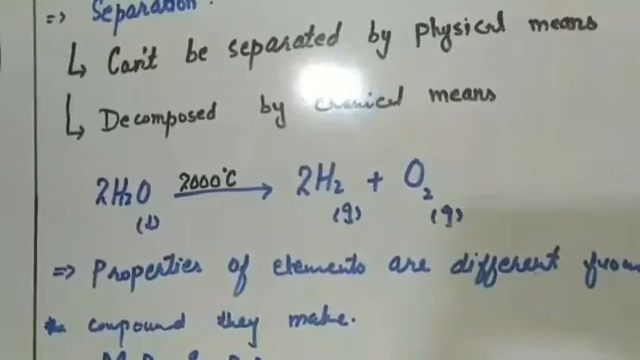 => Separation :
↳ Can't be separated by physical means
↳ Decomposed by chemical means
2H2O 2000°C → 2H2 + O2
(l) (g) (g)
=> Properties of elements are different from
the compound they make.